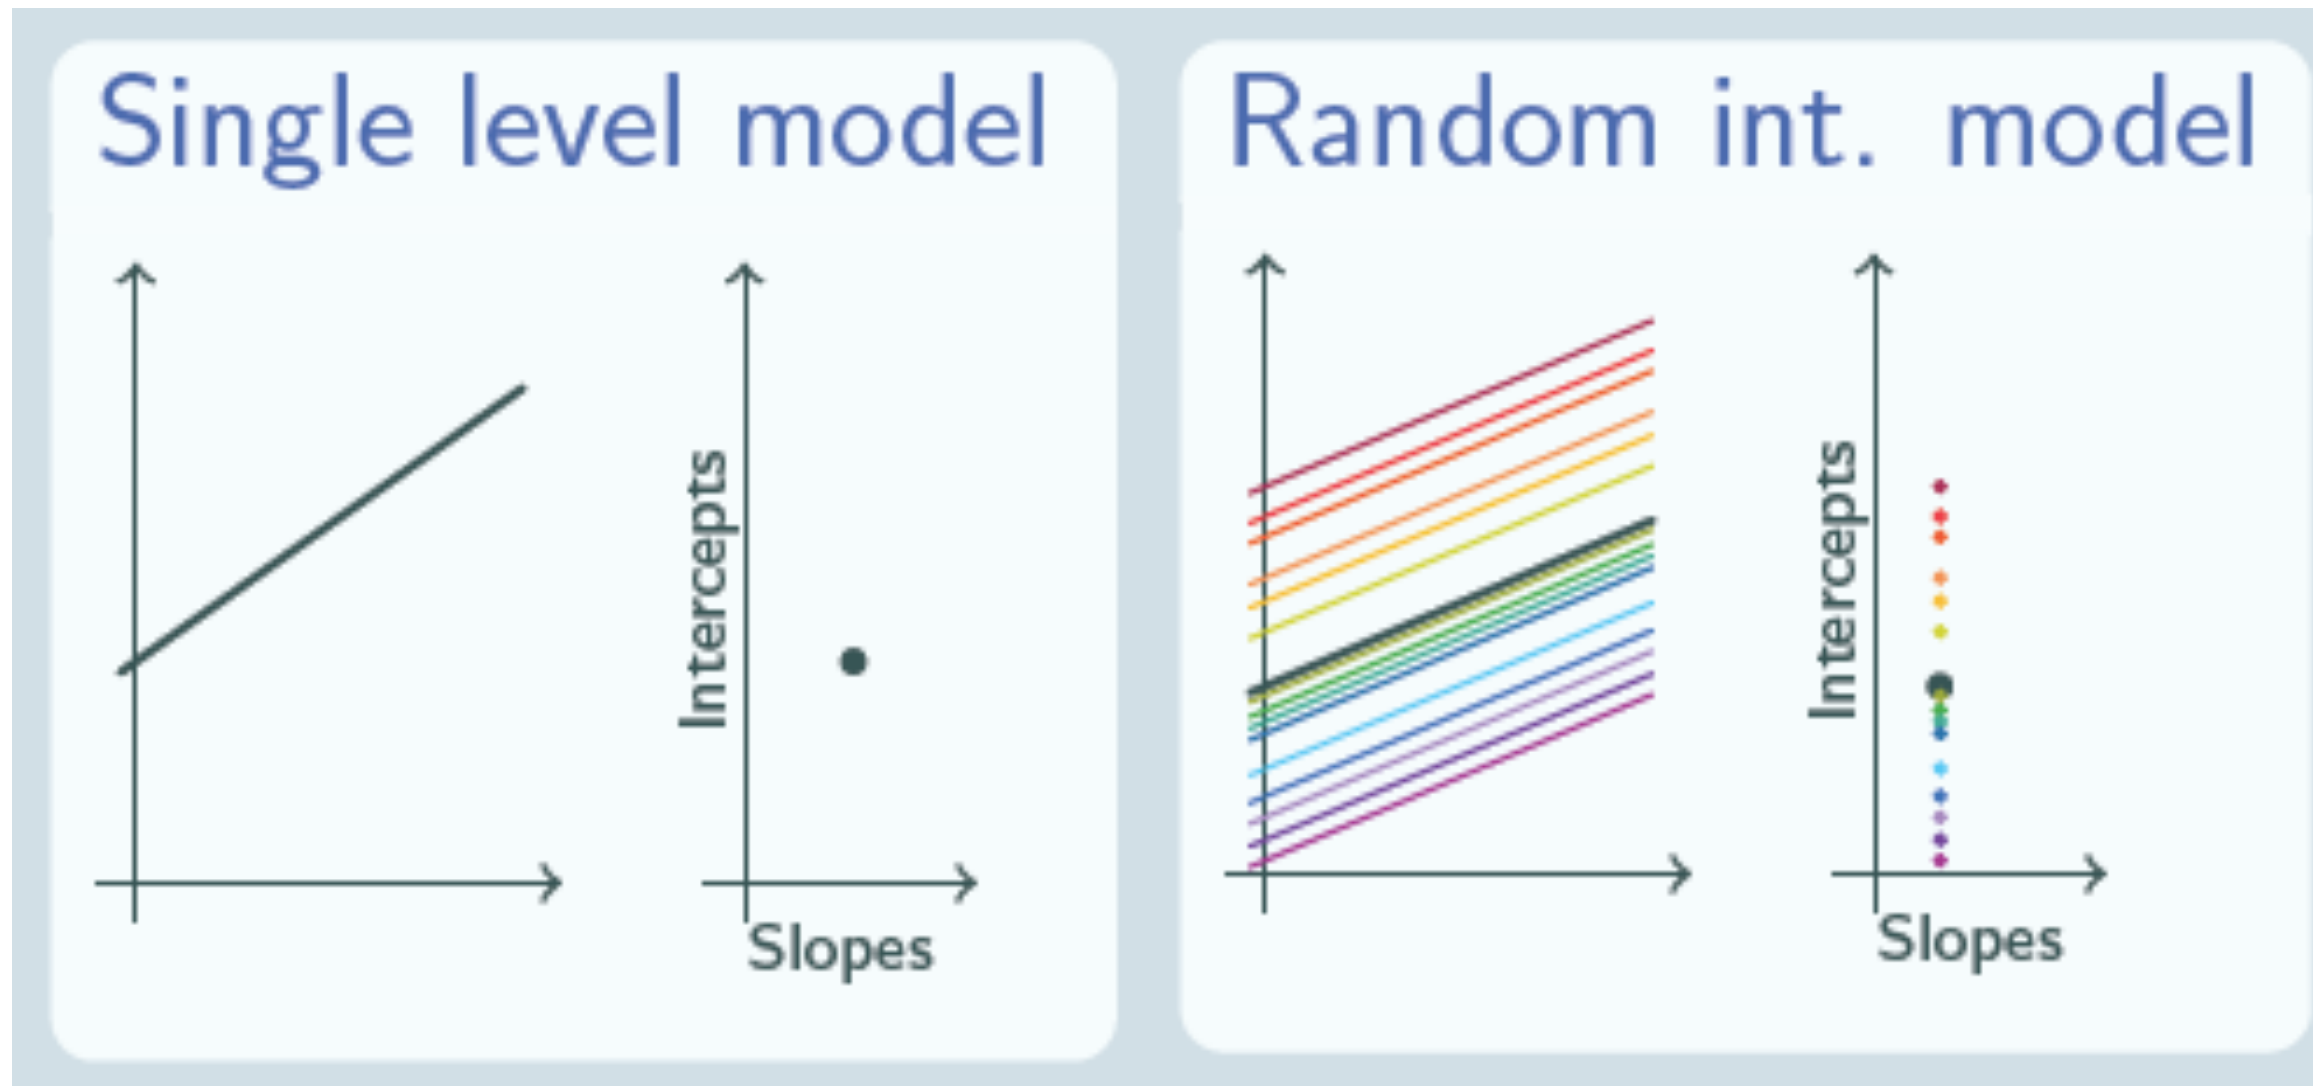 Single level model
Intercepts
Slopes
Random int. model
Intercepts
Slopes